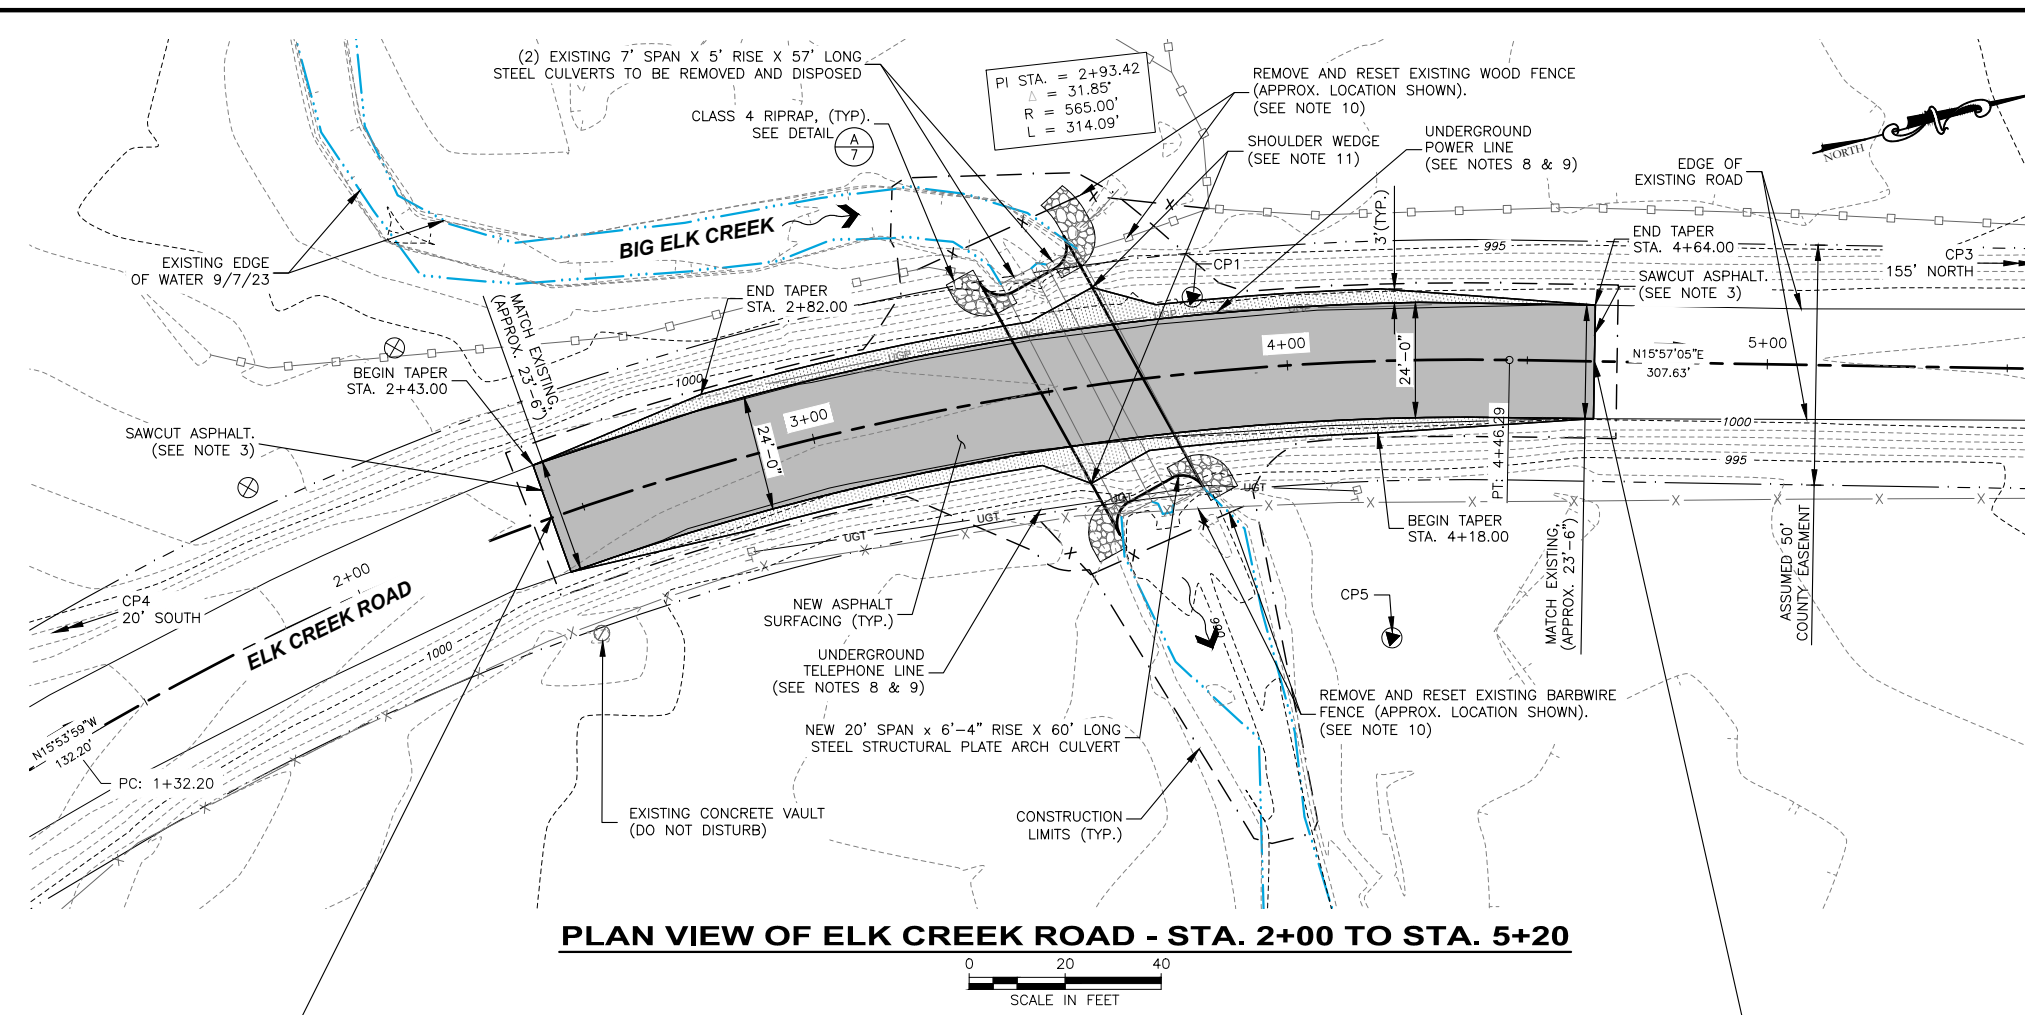 (2) EXISTING 7' SPAN X 5' RISE X 57' LONG
STEEL CULVERTS TO BE REMOVED AND DISPOSED
CLASS 4 RIPRAP, (TYP).
SEE DETAIL
A
7
PI STA. = 2+93.42
△ = 31.85°
R = 565.00'
L = 314.09'
REMOVE AND RESET EXISTING WOOD FENCE
(APPROX. LOCATION SHOWN).
(SEE NOTE 10)
SHOULDER WEDGE
(SEE NOTE 11)
UNDERGROUND
POWER LINE
(SEE NOTES 8 & 9)
EDGE OF
EXISTING ROAD
NORTH
3'(TYP.)
END TAPER
STA. 4+64.00
SAWCUT ASPHALT.
(SEE NOTE 3)
995
CP3
155' NORTH
BIG ELK CREEK
EXISTING EDGE
OF WATER 9/7/23
CP1
END TAPER
STA. 2+82.00
MATCH EXISTING,
(APPROX. 23'-6")
BEGIN TAPER
STA. 2+43.00
1000
UGP
SAWCUT ASPHALT.
(SEE NOTE 3)
24'-0"
3+00
4+00
24'-0"
5+00
N15°57'05"E
307.63'
PT: 4+46.29
1000
995
UGT
UGT
UGT
UGT
BEGIN TAPER
STA. 4+18.00
MATCH EXISTING,
(APPROX. 23'-6")
ASSUMED 50'
COUNTY EASEMENT
2+00
CP4
20' SOUTH
ELK CREEK ROAD
1000
NEW ASPHALT
SURFACING (TYP.)
UNDERGROUND
TELEPHONE LINE
(SEE NOTES 8 & 9)
NEW 20' SPAN x 6'-4" RISE X 60' LONG
STEEL STRUCTURAL PLATE ARCH CULVERT
CP5
990
REMOVE AND RESET EXISTING BARBWIRE
FENCE (APPROX. LOCATION SHOWN).
(SEE NOTE 10)
N15°53'59"W
132.20'
PC: 1+32.20
EXISTING CONCRETE VAULT
(DO NOT DISTURB)
CONSTRUCTION
LIMITS (TYP.)
PLAN VIEW OF ELK CREEK ROAD - STA. 2+00 TO STA. 5+20
0 20 40
SCALE IN FEET